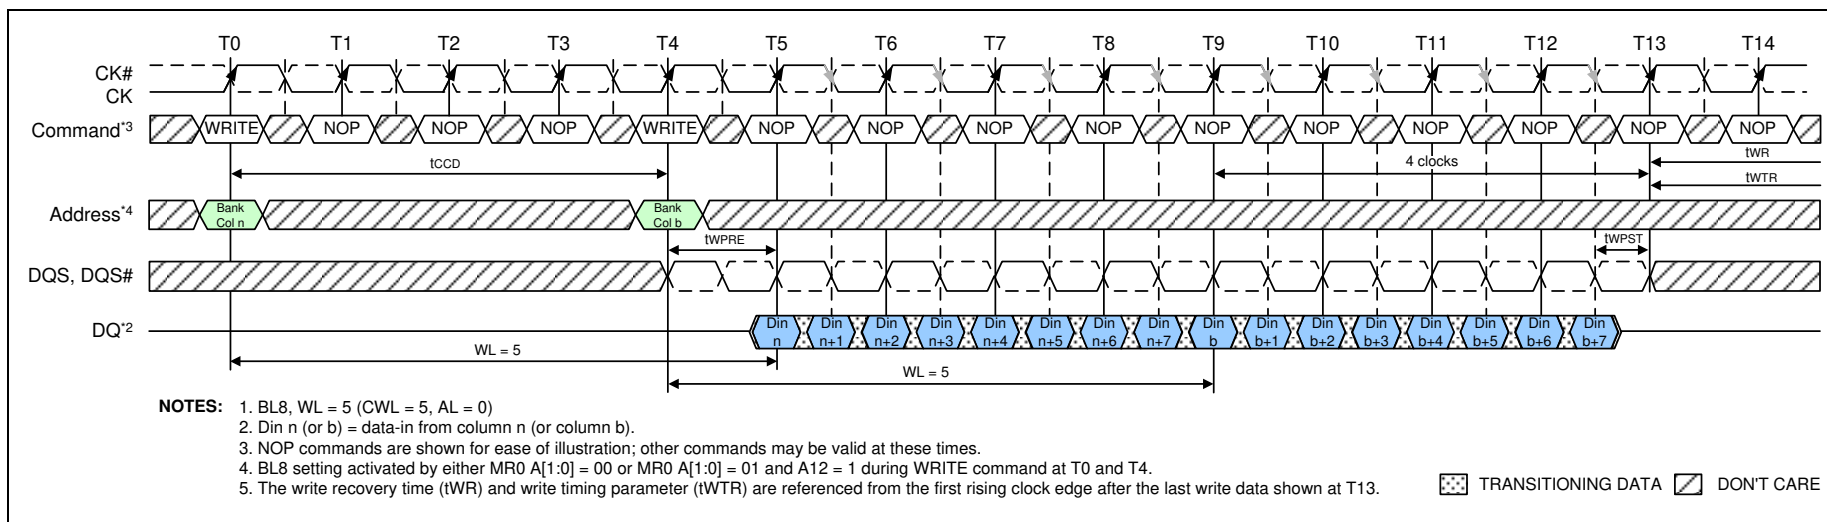 T0 T1 T2 T3 T4 T5 T6 T7 T8 T9 T10 T11 T12 T13 T14
CK#
CK
Command*3 WRITE NOP NOP NOP WRITE NOP NOP NOP NOP NOP NOP NOP NOP NOP NOP
tCCD 4 clocks tWR
tWTR
Address*4 Bank Col n Bank Col b
tWPRE tWPST
DQS, DQS#
DQ*2 Din n Din n+1 Din n+2 Din n+3 Din n+4 Din n+5 Din n+6 Din n+7 Din b Din b+1 Din b+2 Din b+3 Din b+4 Din b+5 Din b+6 Din b+7
WL = 5
WL = 5
NOTES: 1. BL8, WL = 5 (CWL = 5, AL = 0)
2. Din n (or b) = data-in from column n (or column b).
3. NOP commands are shown for ease of illustration; other commands may be valid at these times.
4. BL8 setting activated by either MR0 A[1:0] = 00 or MR0 A[1:0] = 01 and A12 = 1 during WRITE command at T0 and T4.
5. The write recovery time (tWR) and write timing parameter (tWTR) are referenced from the first rising clock edge after the last write data shown at T13.
TRANSITIONING DATA DON'T CARE